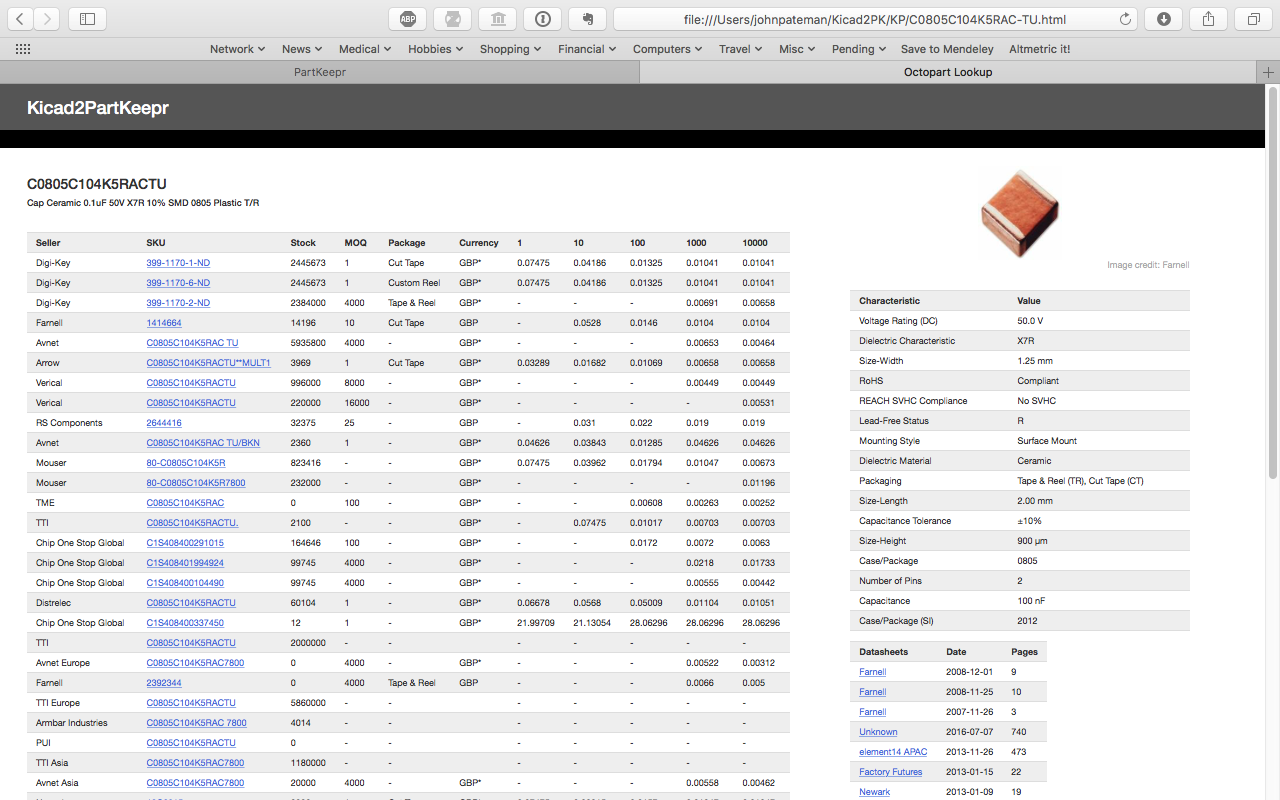 ABP
file:///Users/johnpateman/Kicad2PK/KP/C0805C104K5RAC-TU.html
Network News Medical Hobbies Shopping Financial Computers Travel Misc Pending Save to Mendeley Altmetric it!
PartKeepr Octopart Lookup
Kicad2PartKeepr
C0805C104K5RACTU
Cap Ceramic 0.1uF 50V X7R 10% SMD 0805 Plastic T/R
Seller SKU Stock MOQ Package Currency 1 10 100 1000 10000
Digi-Key 399-1170-1-ND 2445673 1 Cut Tape GBP* 0.07475 0.04186 0.01325 0.01041 0.01041
Digi-Key 399-1170-6-ND 2445673 1 Custom Reel GBP* 0.07475 0.04186 0.01325 0.01041 0.01041
Digi-Key 399-1170-2-ND 2384000 4000 Tape & Reel GBP* - - - 0.00691 0.00658
Farnell 1414664 14196 10 Cut Tape GBP - 0.0528 0.0146 0.0104 0.0104
Avnet C0805C104K5RAC TU 5935800 4000 - GBP* - - - 0.00653 0.00464
Arrow C0805C104K5RACTU**MULT1 3969 1 Cut Tape GBP* 0.03289 0.01682 0.01069 0.00658 0.00658
Verical C0805C104K5RACTU 996000 8000 - GBP* - - - 0.00449 0.00449
Verical C0805C104K5RACTU 220000 16000 - GBP* - - - - 0.00531
RS Components 2644416 32375 25 - GBP - 0.031 0.022 0.019 0.019
Avnet C0805C104K5RAC TU/BKN 2360 1 - GBP* 0.04626 0.03843 0.01285 0.04626 0.04626
Mouser 80-C0805C104K5R 823416 - - GBP* 0.07475 0.03962 0.01794 0.01047 0.00673
Mouser 80-C0805C104K5R7800 232000 - - GBP* - - - - 0.01196
TME C0805C104K5RAC 0 100 - GBP* - - 0.00608 0.00263 0.00252
TTI C0805C104K5RACTU. 2100 - - GBP* - 0.07475 0.01017 0.00703 0.00703
Chip One Stop Global C1S408400291015 164646 100 - GBP* - - 0.0172 0.0072 0.0063
Chip One Stop Global C1S408401994924 99745 4000 - GBP* - - - 0.0218 0.01733
Chip One Stop Global C1S408400104490 99745 4000 - GBP* - - - 0.00555 0.00442
Distrelec C0805C104K5RACTU 60104 1 - GBP* 0.06678 0.0568 0.05009 0.01104 0.01051
Chip One Stop Global C1S408400337450 12 1 - GBP* 21.99709 21.13054 28.06296 28.06296 28.06296
TTI C0805C104K5RACTU 2000000 - - - - - - -
Avnet Europe C0805C104K5RAC7800 0 4000 - GBP* - - - 0.00522 0.00312
Farnell 2392344 0 4000 Tape & Reel GBP - - - 0.0066 0.005
TTI Europe C0805C104K5RACTU 5860000 - - - - - - -
Armbar Industries C0805C104K5RAC 7800 4014 - - - - - - -
PUI C0805C104K5RACTU 0 - - - - - - -
TTI Asia C0805C104K5RAC7800 1180000 - - - - - - -
Avnet Asia C0805C104K5RAC7800 20000 4000 - GBP* - - - 0.00558 0.00462
Image credit: Farnell
Characteristic Value
Voltage Rating (DC) 50.0 V
Dielectric Characteristic X7R
Size-Width 1.25 mm
RoHS Compliant
REACH SVHC Compliance No SVHC
Lead-Free Status R
Mounting Style Surface Mount
Dielectric Material Ceramic
Packaging Tape & Reel (TR), Cut Tape (CT)
Size-Length 2.00 mm
Capacitance Tolerance ±10%
Size-Height 900 µm
Case/Package 0805
Number of Pins 2
Capacitance 100 nF
Case/Package (SI) 2012
Datasheets Date Pages
Farnell 2008-12-01 9
Farnell 2008-11-25 10
Farnell 2007-11-26 3
Unknown 2016-07-07 740
element14 APAC 2013-11-26 473
Factory Futures 2013-01-15 22
Newark 2013-01-09 19